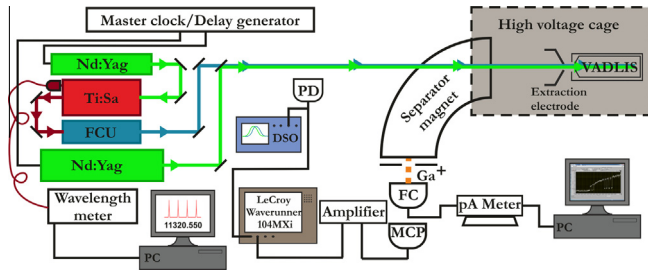 Master clock/Delay generator
High voltage cage
Nd:Yag
Ti:Sa
FCU
Nd:Yag
PD
DSO
Separator
magnet
VADLIS
Extraction
electrode
Ga+
FC
Wavelength
meter
11320.550
PC
LeCroy
Waverunner
104MXi
Amplifier
MCP
pA Meter
PC